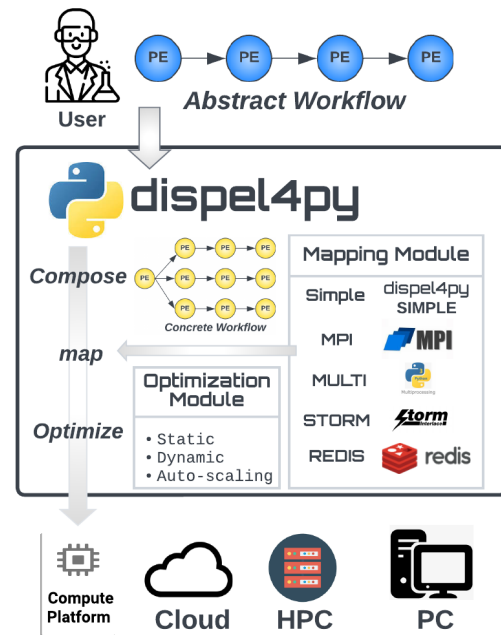 PE PE PE PE
User
Abstract Workflow
dispel4py
Compose
PE PE PE
PE PE PE PE
PE PE PE
Concrete Workflow
map
Optimize
Mapping Module
Simple dispel4py
SIMPLE
MPI MPI
MULTI Python
Multiprocessing
STORM Storm
Interface
REDIS redis
Optimization
Module
• Static
• Dynamic
• Auto-scaling
Compute
Platform
Cloud
HPC
PC